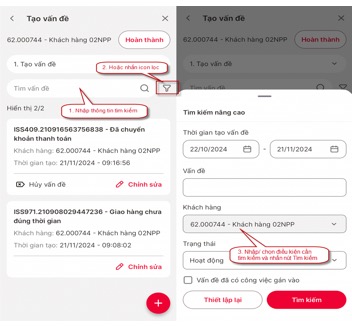 Tạo vấn đề
62.000744 - Khách hàng 02NPP
Hoàn thành
1. Tạo vấn đề
2. Hoặc nhấn icon lọc
Tìm vấn đề
1. Nhập thông tin tìm kiếm
Hiển thị 2/2
ISS409.210916563756838 - Đã chuyển
khoản thanh toán
Khách hàng: 62.000744 - Khách hàng 02NPP
Thời gian tạo: 21/11/2024 - 09:16:56
Hủy vấn đề
Chỉnh sửa
ISS971.210908029447236 - Giao hàng chưa
đúng thời gian
Khách hàng: 62.000744 - Khách hàng 02NPP
Thời gian tạo: 21/11/2024 - 09:08:02
Chỉnh sửa
Tạo vấn đề
62.000744 - Khách hàng 02NPP
Hoàn thành
1. Tạo vấn đề
Tìm kiếm nâng cao
Thời gian tạo vấn đề
22/10/2024 - 21/11/2024
Vấn đề
Khách hàng
62.000744 - Khách hàng 02NPP
Trạng thái
3. Nhập/ chọn điều kiện cần
tìm kiếm và nhấn nút Tìm kiếm
Hoạt động
Vấn đề đã có công việc gán vào
Thiết lập lại
Tìm kiếm